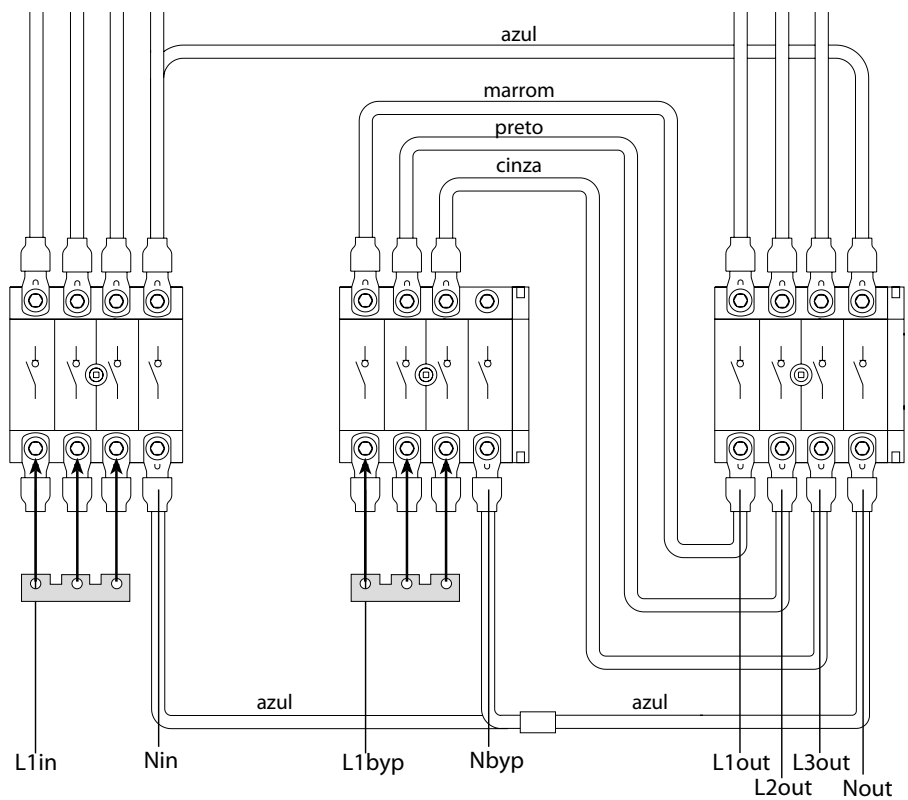 azul
marrom
preto
cinza
azul
azul
L1in
Nin
L1byp
Nbyp
L1out
L3out
L2out
Nout